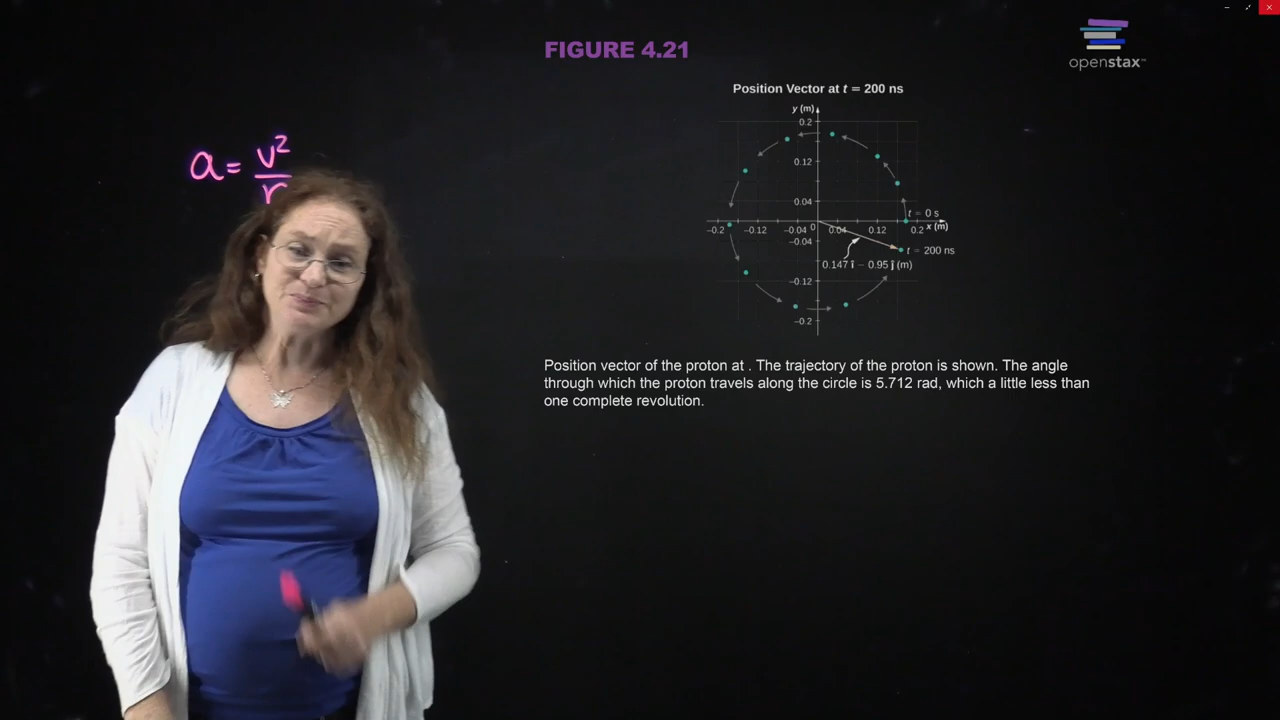 FIGURE 4.21
openstax™
a = v²
r
Position Vector at t = 200 ns
y (m)
0.2
0.12
0.04
t = 0 s
-0.2 -0.12 -0.04 0 0.04 0.12 0.2 x (m)
−0.04
t = 200 ns
0.147 î − 0.95 ĵ (m)
−0.12
−0.2
Position vector of the proton at . The trajectory of the proton is shown. The angle
through which the proton travels along the circle is 5.712 rad, which a little less than
one complete revolution.